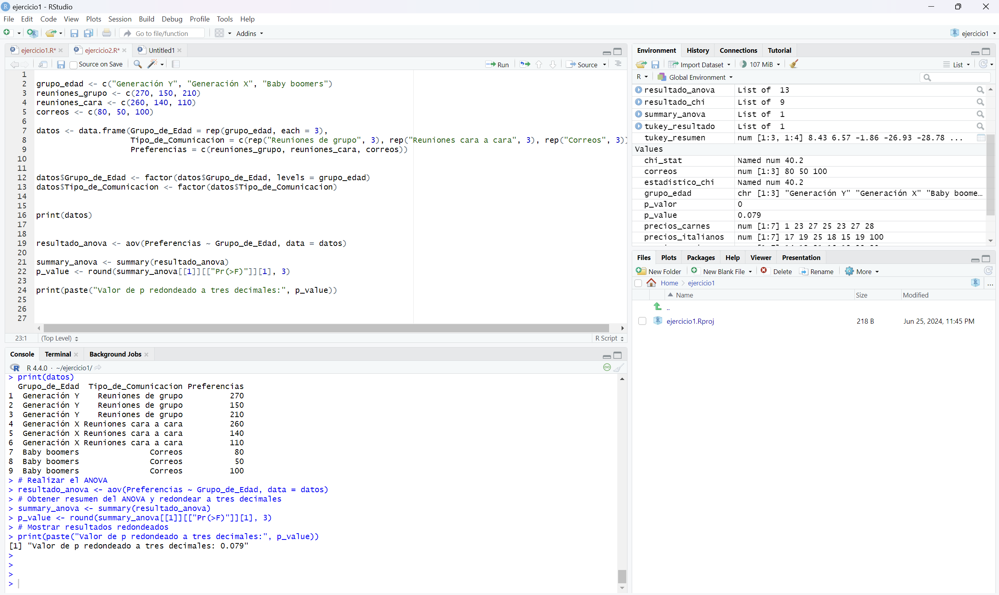 ejercicio1 - RStudio
File Edit Code View Plots Session Build Debug Profile Tools Help
Go to file/function Addins ejercicio1
ejercicio1.R* ejercicio2.R* Untitled1
Source on Save Run Source
1
2 grupo_edad <- c("Generación Y", "Generación X", "Baby boomers")
3 reuniones_grupo <- c(270, 150, 210)
4 reuniones_cara <- c(260, 140, 110)
5 correos <- c(80, 50, 100)
6
7 datos <- data.frame(Grupo_de_Edad = rep(grupo_edad, each = 3),
8 Tipo_de_Comunicacion = c(rep("Reuniones de grupo", 3), rep("Reuniones cara a cara", 3), rep("Correos", 3))
9 Preferencias = c(reuniones_grupo, reuniones_cara, correos))
10
11
12 datos$Grupo_de_Edad <- factor(datos$Grupo_de_Edad, levels = grupo_edad)
13 datos$Tipo_de_Comunicacion <- factor(datos$Tipo_de_Comunicacion)
14
15
16 print(datos)
17
18
19 resultado_anova <- aov(Preferencias ~ Grupo_de_Edad, data = datos)
20
21 summary_anova <- summary(resultado_anova)
22 p_value <- round(summary_anova[[1]][["Pr(>F)"]][1], 3)
23
24 print(paste("Valor de p redondeado a tres decimales:", p_value))
25
26
27
23:1 (Top Level) R Script
Console Terminal Background Jobs
R 4.4.0 · ~/ejercicio1/
> print(datos)
Grupo_de_Edad Tipo_de_Comunicacion Preferencias
1 Generación Y Reuniones de grupo 270
2 Generación Y Reuniones de grupo 150
3 Generación Y Reuniones de grupo 210
4 Generación X Reuniones cara a cara 260
5 Generación X Reuniones cara a cara 140
6 Generación X Reuniones cara a cara 110
7 Baby boomers Correos 80
8 Baby boomers Correos 50
9 Baby boomers Correos 100
> # Realizar el ANOVA
> resultado_anova <- aov(Preferencias ~ Grupo_de_Edad, data = datos)
> # Obtener resumen del ANOVA y redondear a tres decimales
> summary_anova <- summary(resultado_anova)
> p_value <- round(summary_anova[[1]][["Pr(>F)"]][1], 3)
> # Mostrar resultados redondeados
> print(paste("Valor de p redondeado a tres decimales:", p_value))
[1] "Valor de p redondeado a tres decimales: 0.079"
>
>
>
>
Environment History Connections Tutorial
Import Dataset 107 MiB List
R Global Environment
resultado_anova List of 13
resultado_chi List of 9
summary_anova List of 1
tukey_resultado List of 1
tukey_resumen num [1:3, 1:4] 8.43 6.57 -1.86 -26.93 -28.78 ...
Values
chi_stat Named num 40.2
correos num [1:3] 80 50 100
estadistico_chi Named num 40.2
grupo_edad chr [1:3] "Generación Y" "Generación X" "Baby boome…
p_valor 0
p_value 0.079
precios_carnes num [1:7] 1 23 27 25 23 27 28
precios_italianos num [1:7] 17 19 25 18 15 19 100
Files Plots Packages Help Viewer Presentation
New Folder New Blank File Delete Rename More
Home ejercicio1 ...
Name Size Modified
..
ejercicio1.Rproj 218 B Jun 25, 2024, 11:45 PM